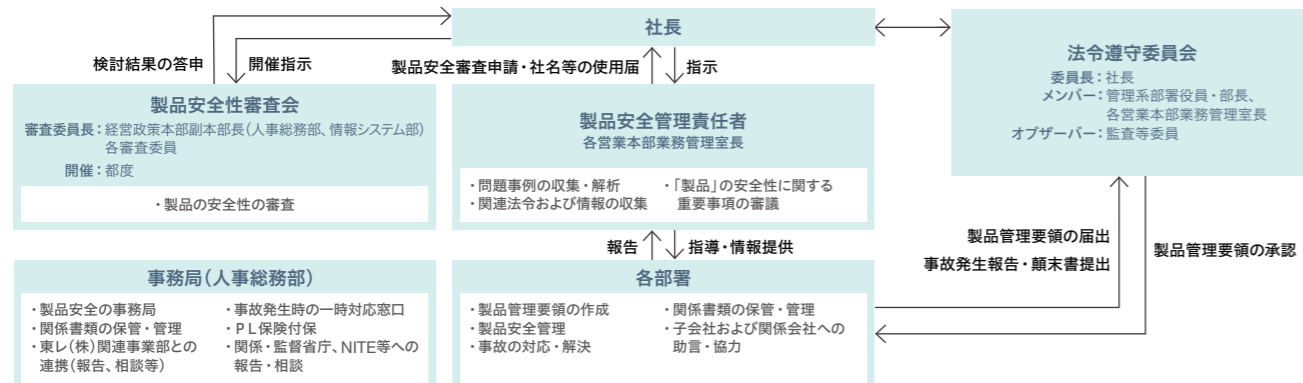 社長
検討結果の答申
開催指示
製品安全審査申請・社名等の使用届
指示
製品安全性審査会
審査委員長：経営政策本部副本部長（人事総務部、情報システム部）
各審査委員
開催：都度
・製品の安全性の審査
製品安全管理責任者
各営業本部業務管理室長
・問題事例の収集・解析
・関連法令および情報の収集
・「製品」の安全性に関する
重要事項の審議
法令遵守委員会
委員長：社長
メンバー：管理系部署役員・部長、
各営業本部業務管理室長
オブザーバー：監査等委員
報告
指導・情報提供
製品管理要領の届出
事故発生報告・顛末書提出
製品管理要領の承認
事務局（人事総務部）
・製品安全の事務局
・関係書類の保管・管理
・東レ（株）関連事業部との
連携（報告、相談等）
・事故発生時の一時対応窓口
・ＰＬ保険付保
・関係・監督省庁、NITE等への
報告・相談
各部署
・製品管理要領の作成
・製品安全管理
・事故の対応・解決
・関係書類の保管・管理
・子会社および関係会社への
助言・協力